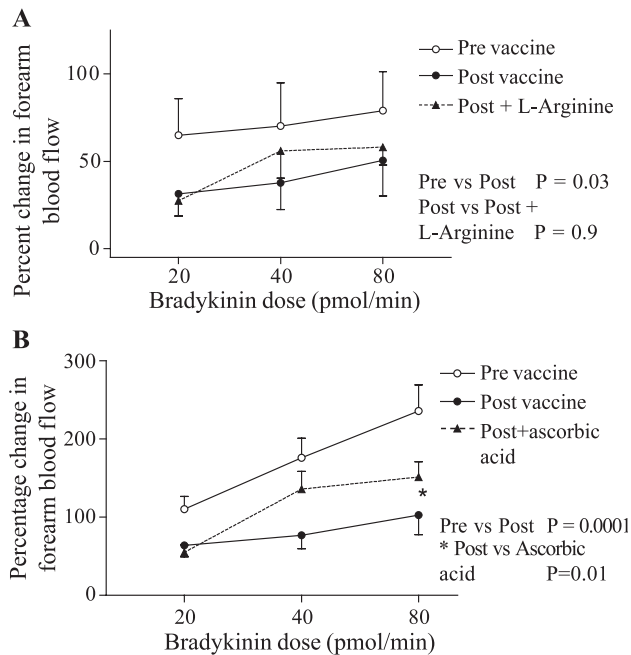 A
Percent change in forearm
blood flow
100
50
0
20 40 80
Bradykinin dose (pmol/min)
Pre vaccine
Post vaccine
Post + L-Arginine
Pre vs Post P = 0.03
Post vs Post +
L-Arginine P = 0.9
B
Percentage change in
forearm blood flow
300
200
100
0
20 40 80
Bradykinin dose (pmol/min)
*
Pre vaccine
Post vaccine
Post+ascorbic
acid
Pre vs Post P = 0.0001
* Post vs Ascorbic
acid P=0.01